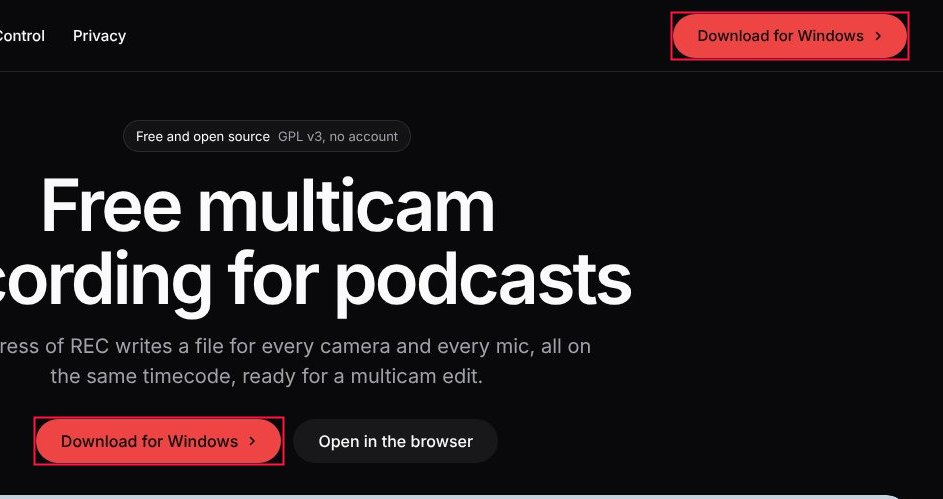 Control
Privacy
Download for Windows
Free and open source GPL v3, no account
Free multicam
cording for podcasts
ress of REC writes a file for every camera and every mic, all on
the same timecode, ready for a multicam edit.
Download for Windows
Open in the browser